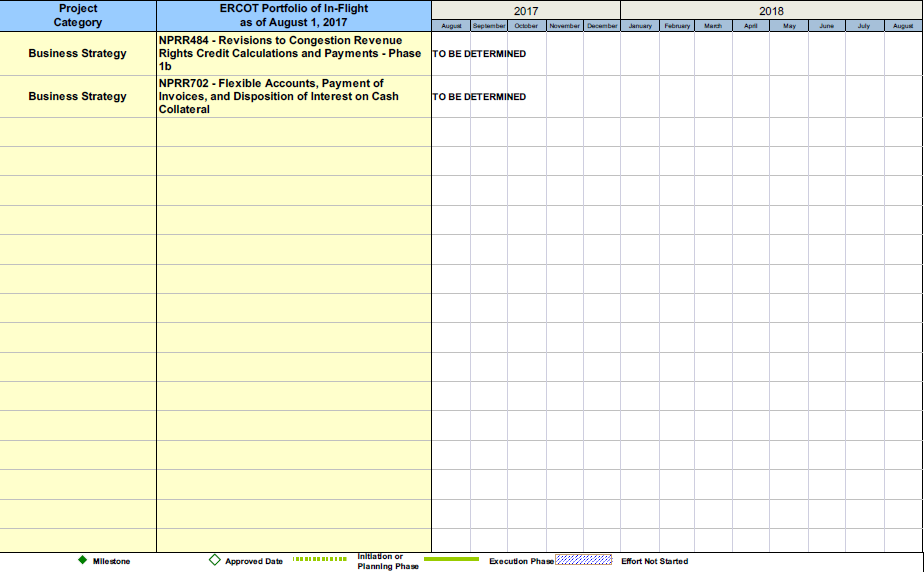 Project
Category
ERCOT Portfolio of In-Flight
as of August 1, 2017
2017
2018
August September October November December January February March April May June July August
Business Strategy
NPRR484 - Revisions to Congestion Revenue
Rights Credit Calculations and Payments - Phase
1b
TO BE DETERMINED
Business Strategy
NPRR702 - Flexible Accounts, Payment of
Invoices, and Disposition of Interest on Cash
Collateral
TO BE DETERMINED
Milestone
Approved Date
Initiation or
Planning Phase
Execution Phase
Effort Not Started